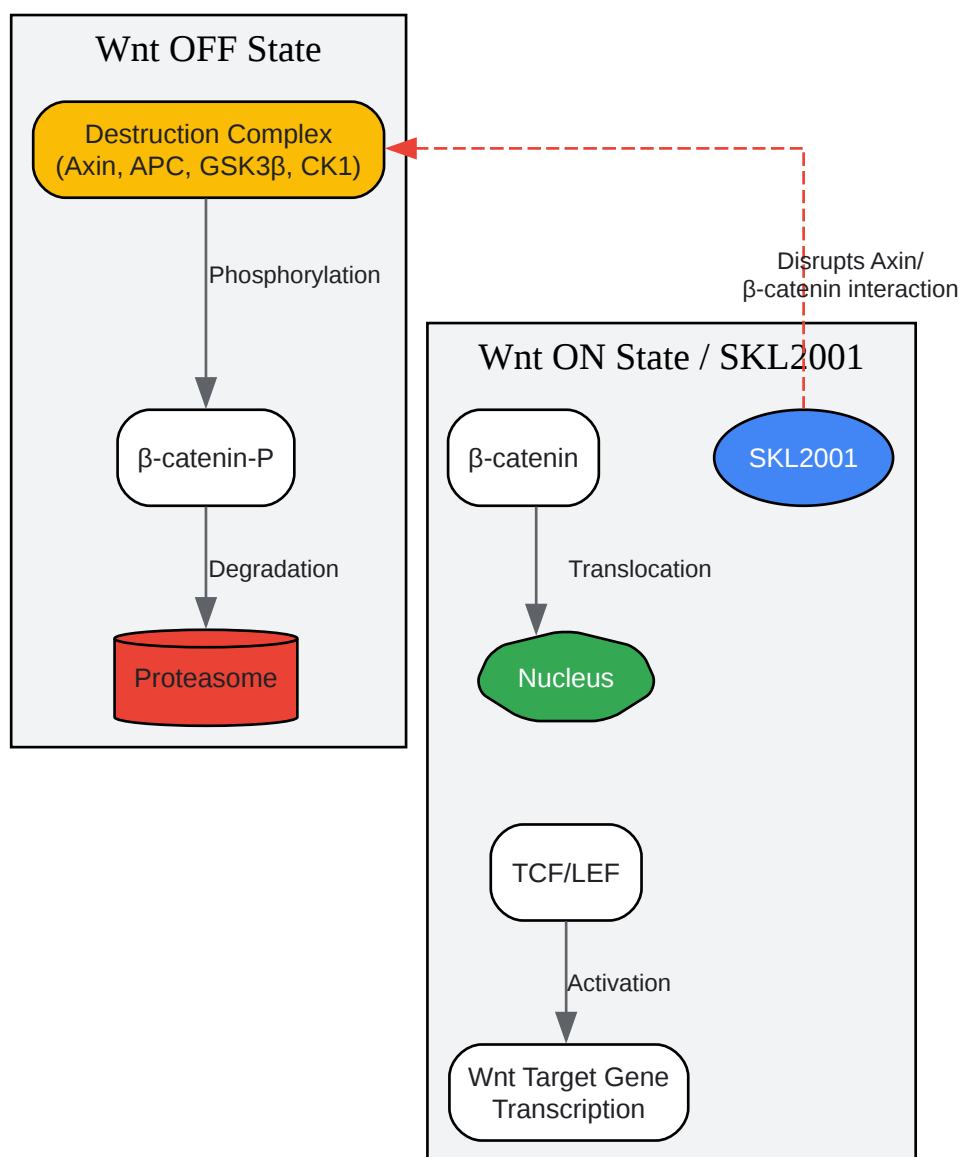 Wnt OFF State
Destruction Complex
(Axin, APC, GSK3β, CK1)
Phosphorylation
β-catenin-P
Degradation
Proteasome
Disrupts Axin/
β-catenin interaction
Wnt ON State / SKL2001
β-catenin
SKL2001
Translocation
Nucleus
TCF/LEF
Activation
Wnt Target Gene
Transcription